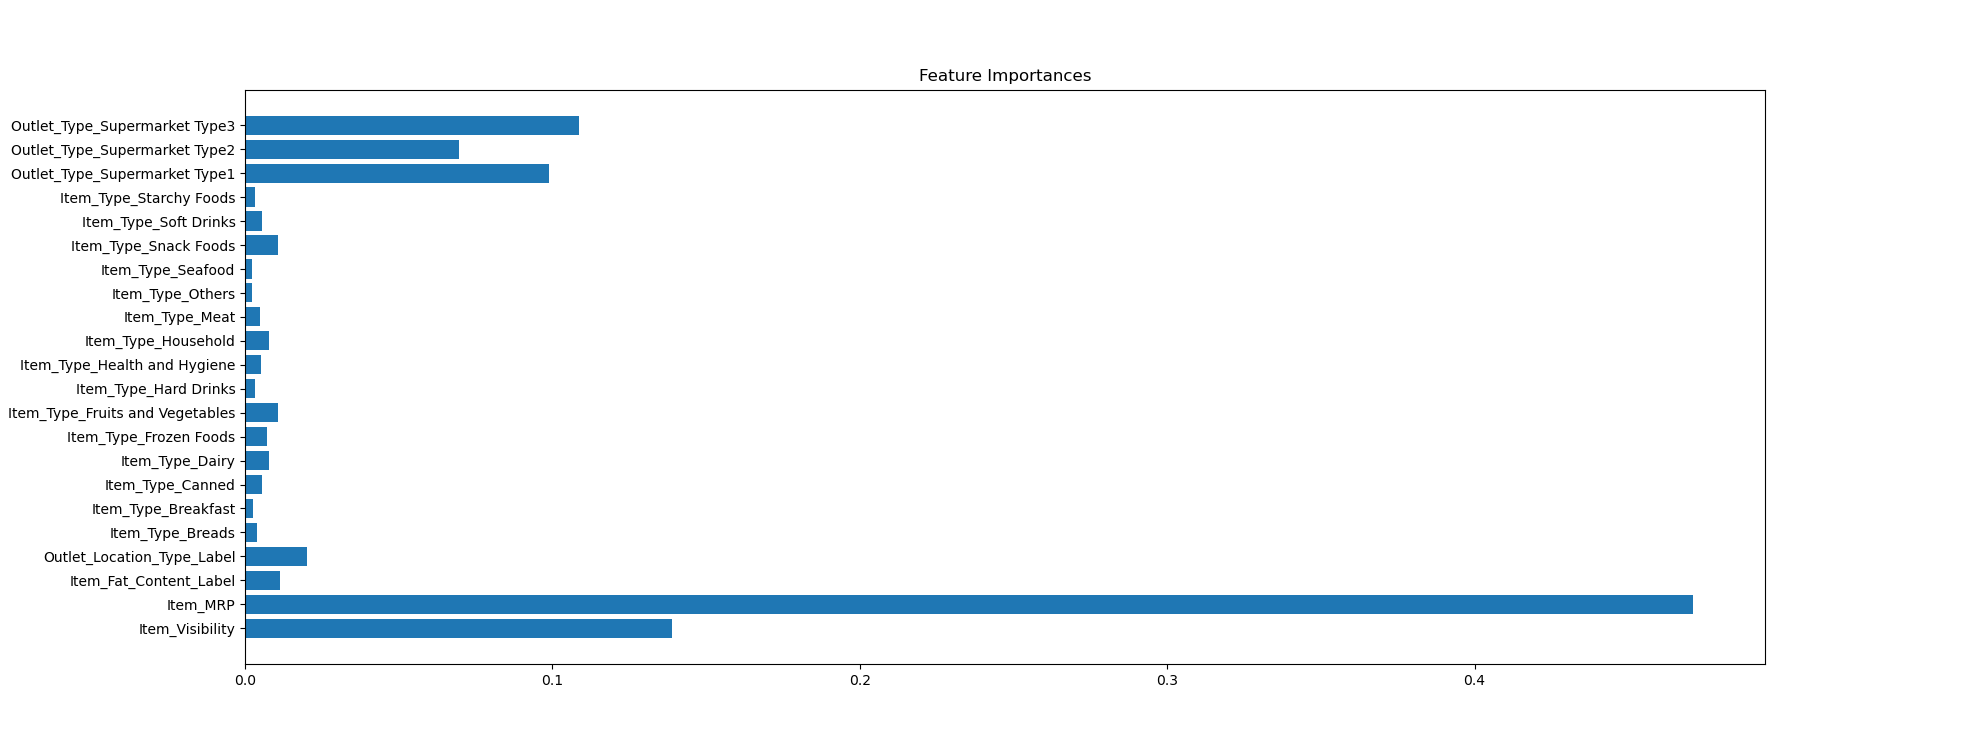 Feature Importances
Outlet_Type_Supermarket Type3
Outlet_Type_Supermarket Type2
Outlet_Type_Supermarket Type1
Item_Type_Starchy Foods
Item_Type_Soft Drinks
Item_Type_Snack Foods
Item_Type_Seafood
Item_Type_Others
Item_Type_Meat
Item_Type_Household
Item_Type_Health and Hygiene
Item_Type_Hard Drinks
Item_Type_Fruits and Vegetables
Item_Type_Frozen Foods
Item_Type_Dairy
Item_Type_Canned
Item_Type_Breakfast
Item_Type_Breads
Outlet_Location_Type_Label
Item_Fat_Content_Label
Item_MRP
Item_Visibility
0.0 0.1 0.2 0.3 0.4